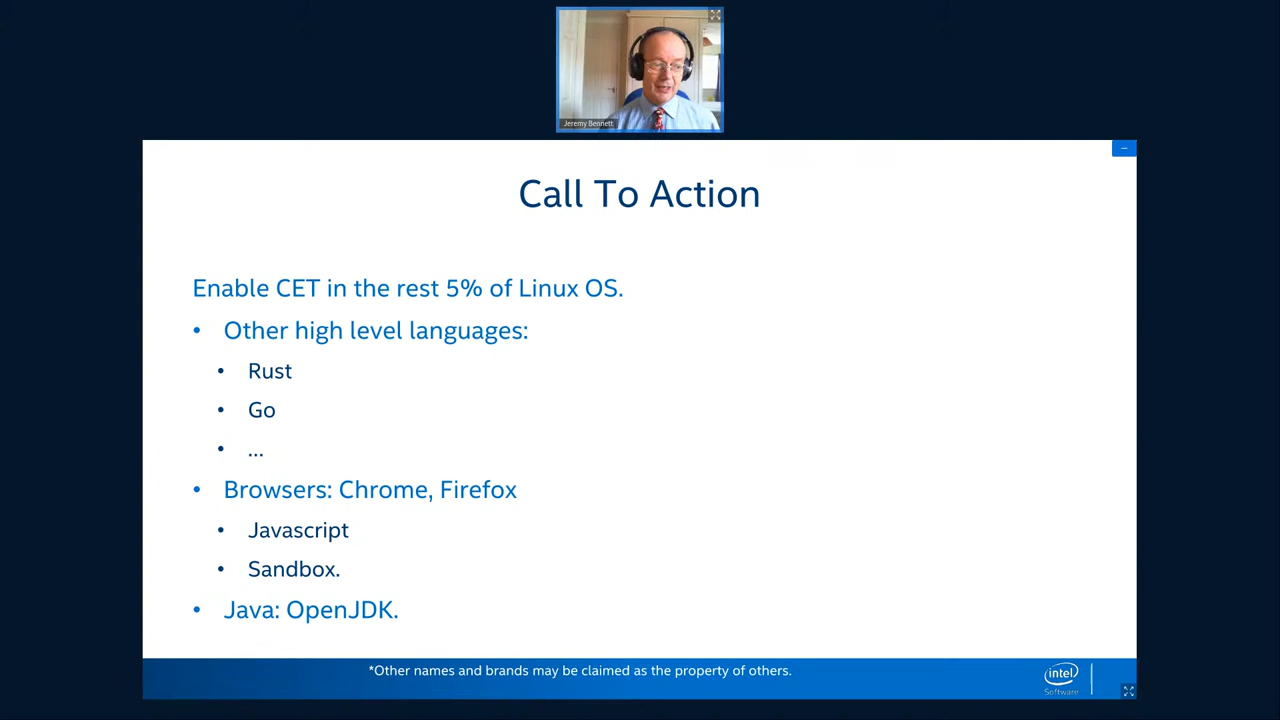 Jeremy Bennett
Call To Action
Enable CET in the rest 5% of Linux OS.
• Other high level languages:
• Rust
• Go
• ...
• Browsers: Chrome, Firefox
• Javascript
• Sandbox.
• Java: OpenJDK.
*Other names and brands may be claimed as the property of others.
intel
Software